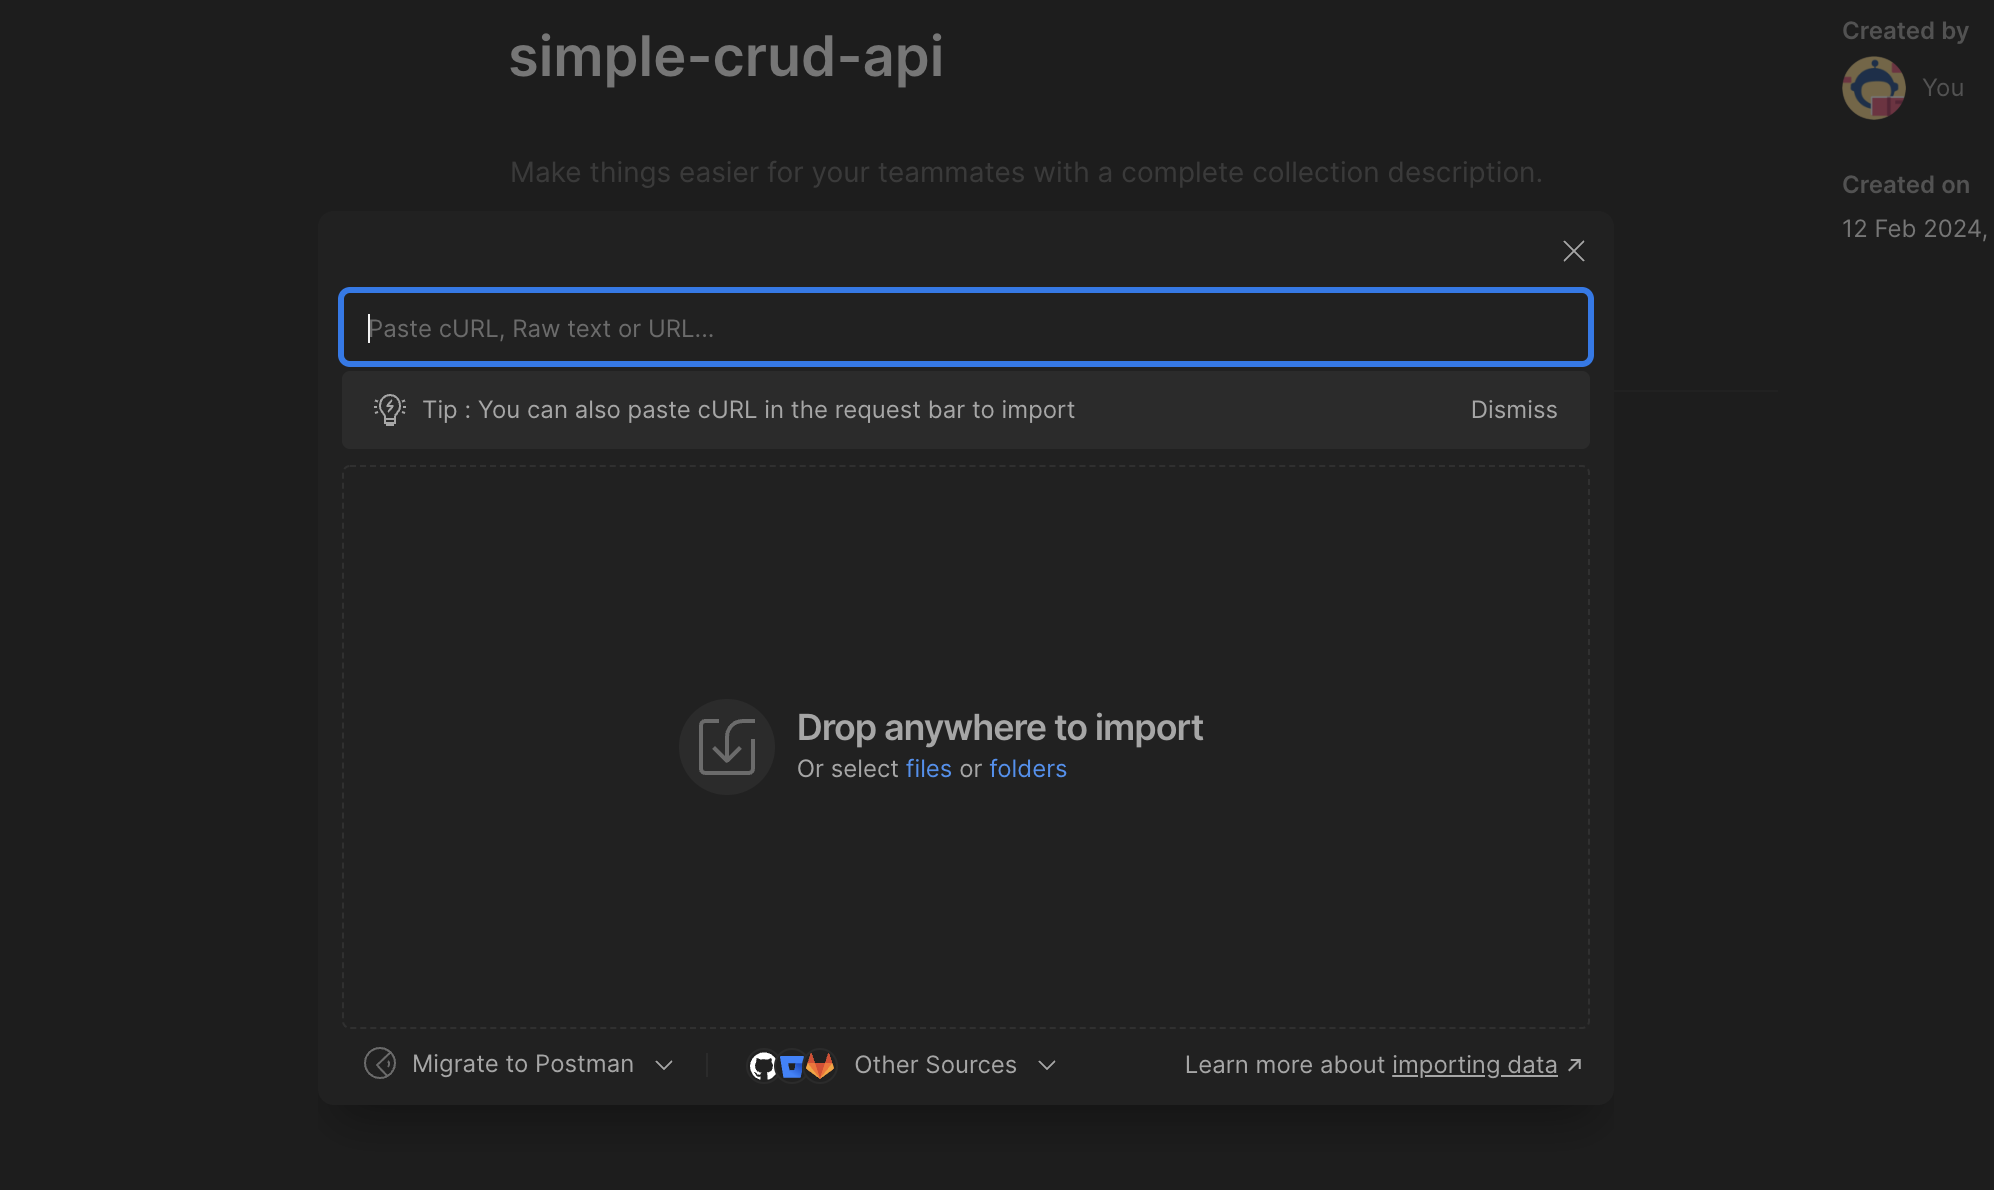 simple-crud-api
Created by
You
Make things easier for your teammates with a complete collection description.
Created on
12 Feb 2024,
Paste cURL, Raw text or URL...
Tip : You can also paste cURL in the request bar to import
Dismiss
Drop anywhere to import
Or select files or folders
Migrate to Postman
Other Sources
Learn more about importing data ↗